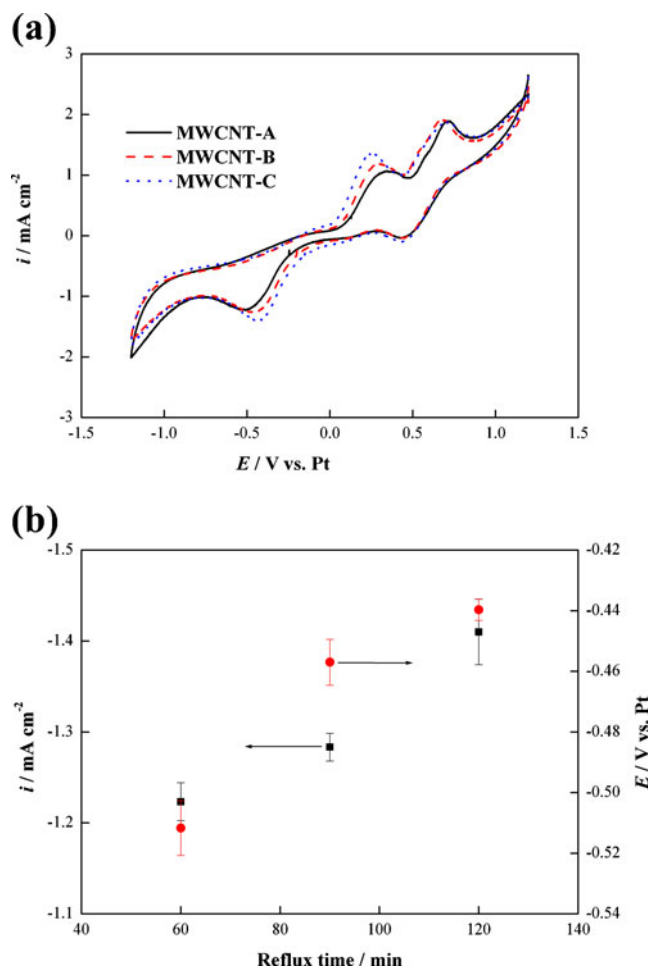 (a)
3
2
1
0
-1
-2
-3
i / mA cm-2
MWCNT-A
MWCNT-B
MWCNT-C
-1.5 -1.0 -0.5 0.0 0.5 1.0 1.5
E / V vs. Pt
(b)
-1.5
-1.4
-1.3
-1.2
-1.1
i / mA cm-2
-0.42
-0.44
-0.46
-0.48
-0.50
-0.52
-0.54
E / V vs. Pt
40 60 80 100 120 140
Reflux time / min